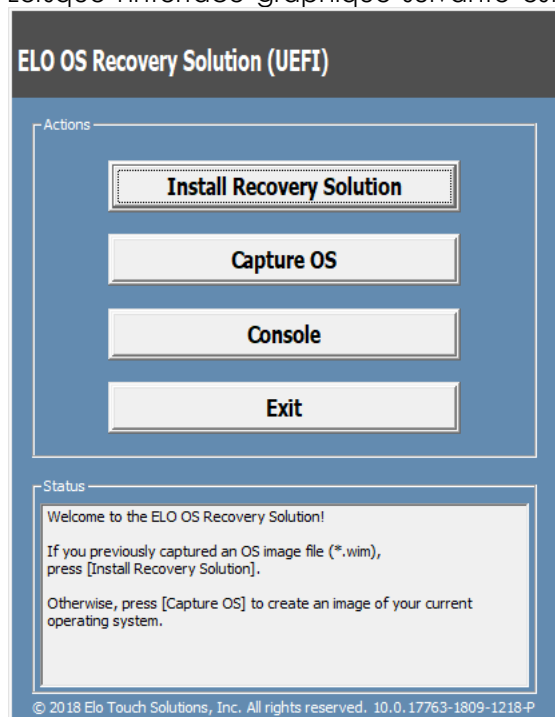 ELO OS Recovery Solution (UEFI)
Actions
Install Recovery Solution
Capture OS
Console
Exit
Status
Welcome to the ELO OS Recovery Solution!
If you previously captured an OS image file (*.wim),
press [Install Recovery Solution].
Otherwise, press [Capture OS] to create an image of your current
operating system.
© 2018 Elo Touch Solutions, Inc. All rights reserved. 10.0.17763-1809-1218-P